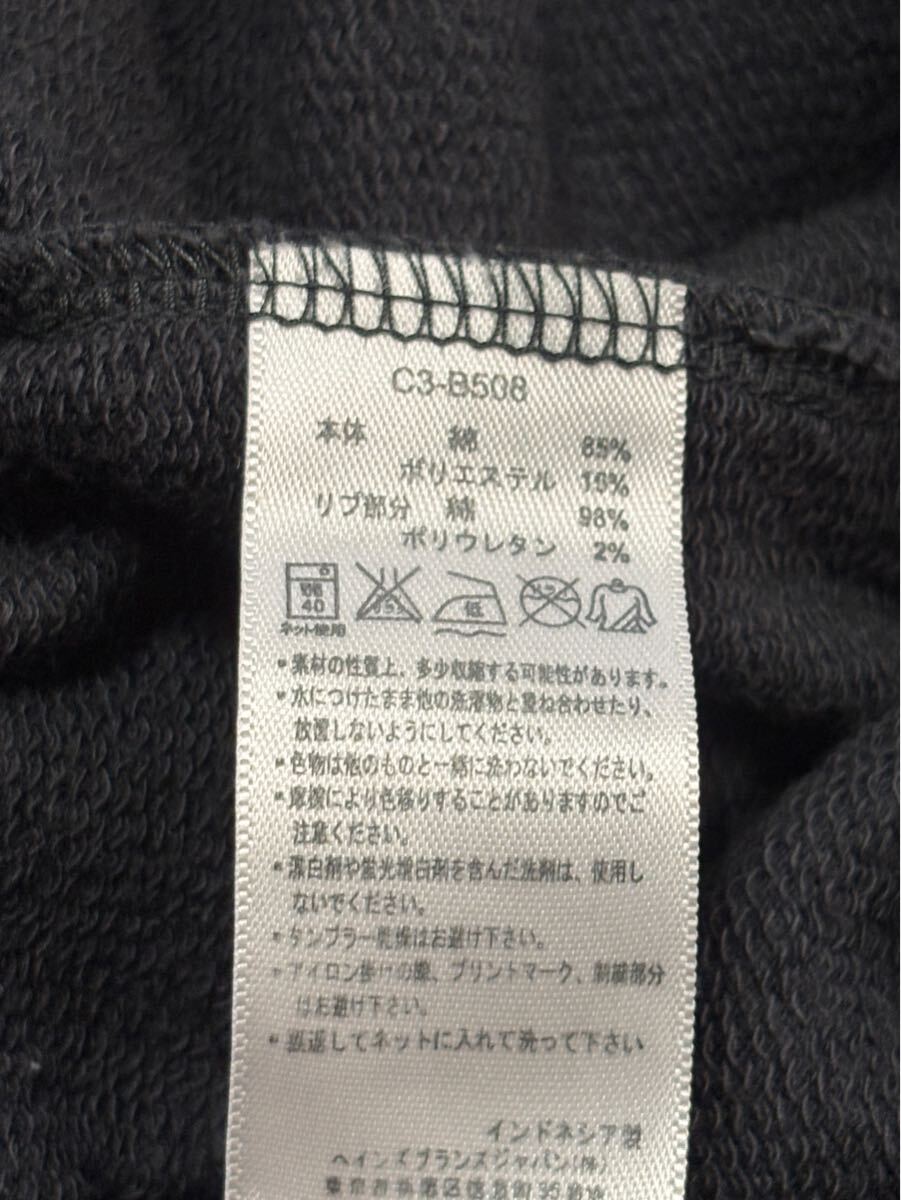 C3-B508
本体 綿 85%
ポリエステル 15%
リブ部分 綿 98%
ポリウレタン 2%
40 低
ネット使用
・素材の性質上、多少収縮する可能性があります。
・水につけたまま他の洗濯物と重ね合わせたり、
放置しないようにしてください。
・色物は他のものと一緒に洗わないでください。
・摩擦により色移りすることがありますのでご
注意ください。
・漂白剤や蛍光増白剤を含んだ洗剤は、使用し
ないでください。
・タンブラー乾燥はお避け下さい。
・アイロン掛けの際、プリントマーク、刺繍部分
はお避け下さい。
・裏返してネットに入れて洗って下さい
インドネシア製
ヘインズブランズジャパン(株)
東京都新宿区信濃町35